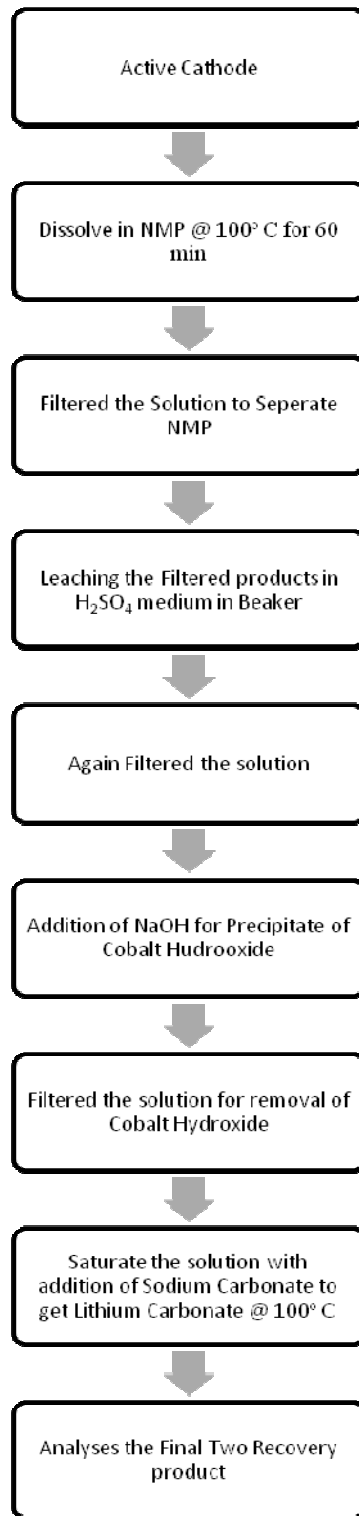 Active Cathode
Dissolve in NMP @ 100° C for 60
min
Filtered the Solution to Seperate
NMP
Leaching the Filtered products in
H₂SO₄ medium in Beaker
Again Filtered the solution
Addition of NaOH for Precipitate of
Cobalt Hudrooxide
Filtered the solution for removal of
Cobalt Hydroxide
Saturate the solution with
addition of Sodium Carbonate to
get Lithium Carbonate @ 100° C
Analyses the Final Two Recovery
product